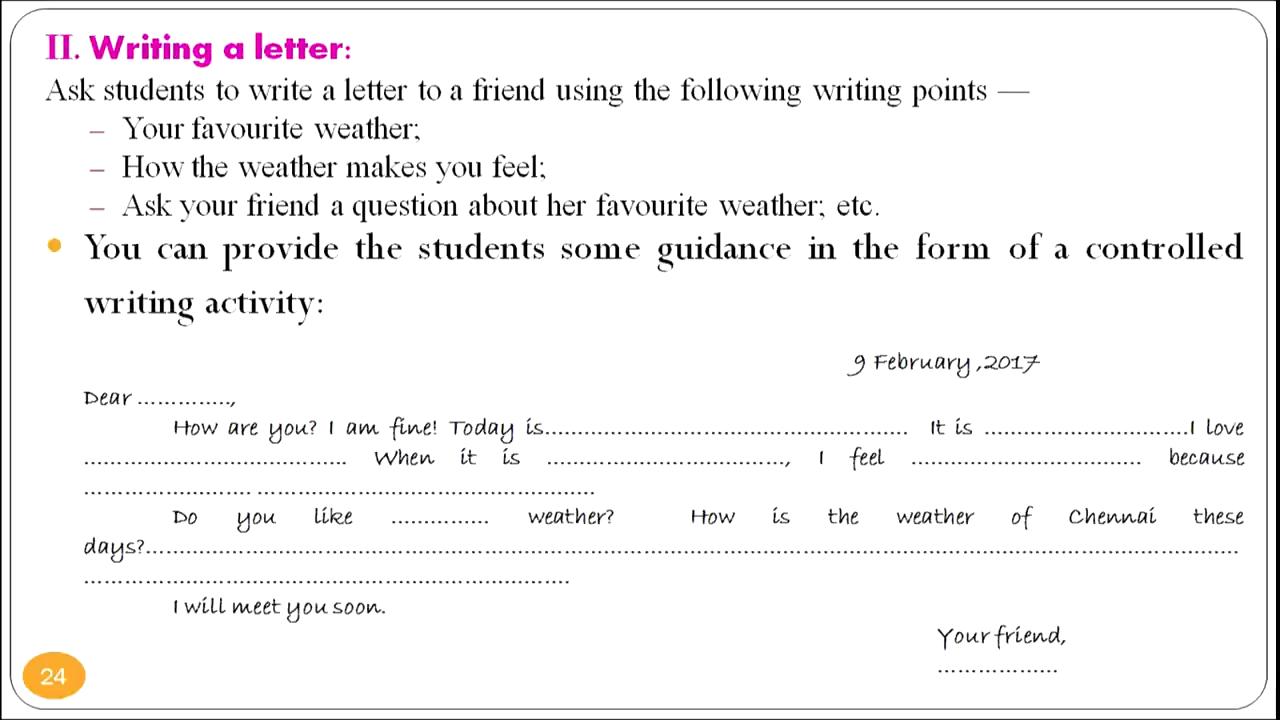 II. Writing a letter:
Ask students to write a letter to a friend using the following writing points —
– Your favourite weather;
– How the weather makes you feel;
– Ask your friend a question about her favourite weather; etc.
• You can provide the students some guidance in the form of a controlled
writing activity:
9 February ,2017
Dear ..............,
How are you? I am fine! Today is...................................................... It is ..............................I love
....................................... When it is ...................................., I feel .................................. because
......................... ..................................................
Do you like ............... weather? How is the weather of Chennai these
days?....................................................................................................................................................................
........................................................................
I will meet you soon.
Your friend,
..................
24